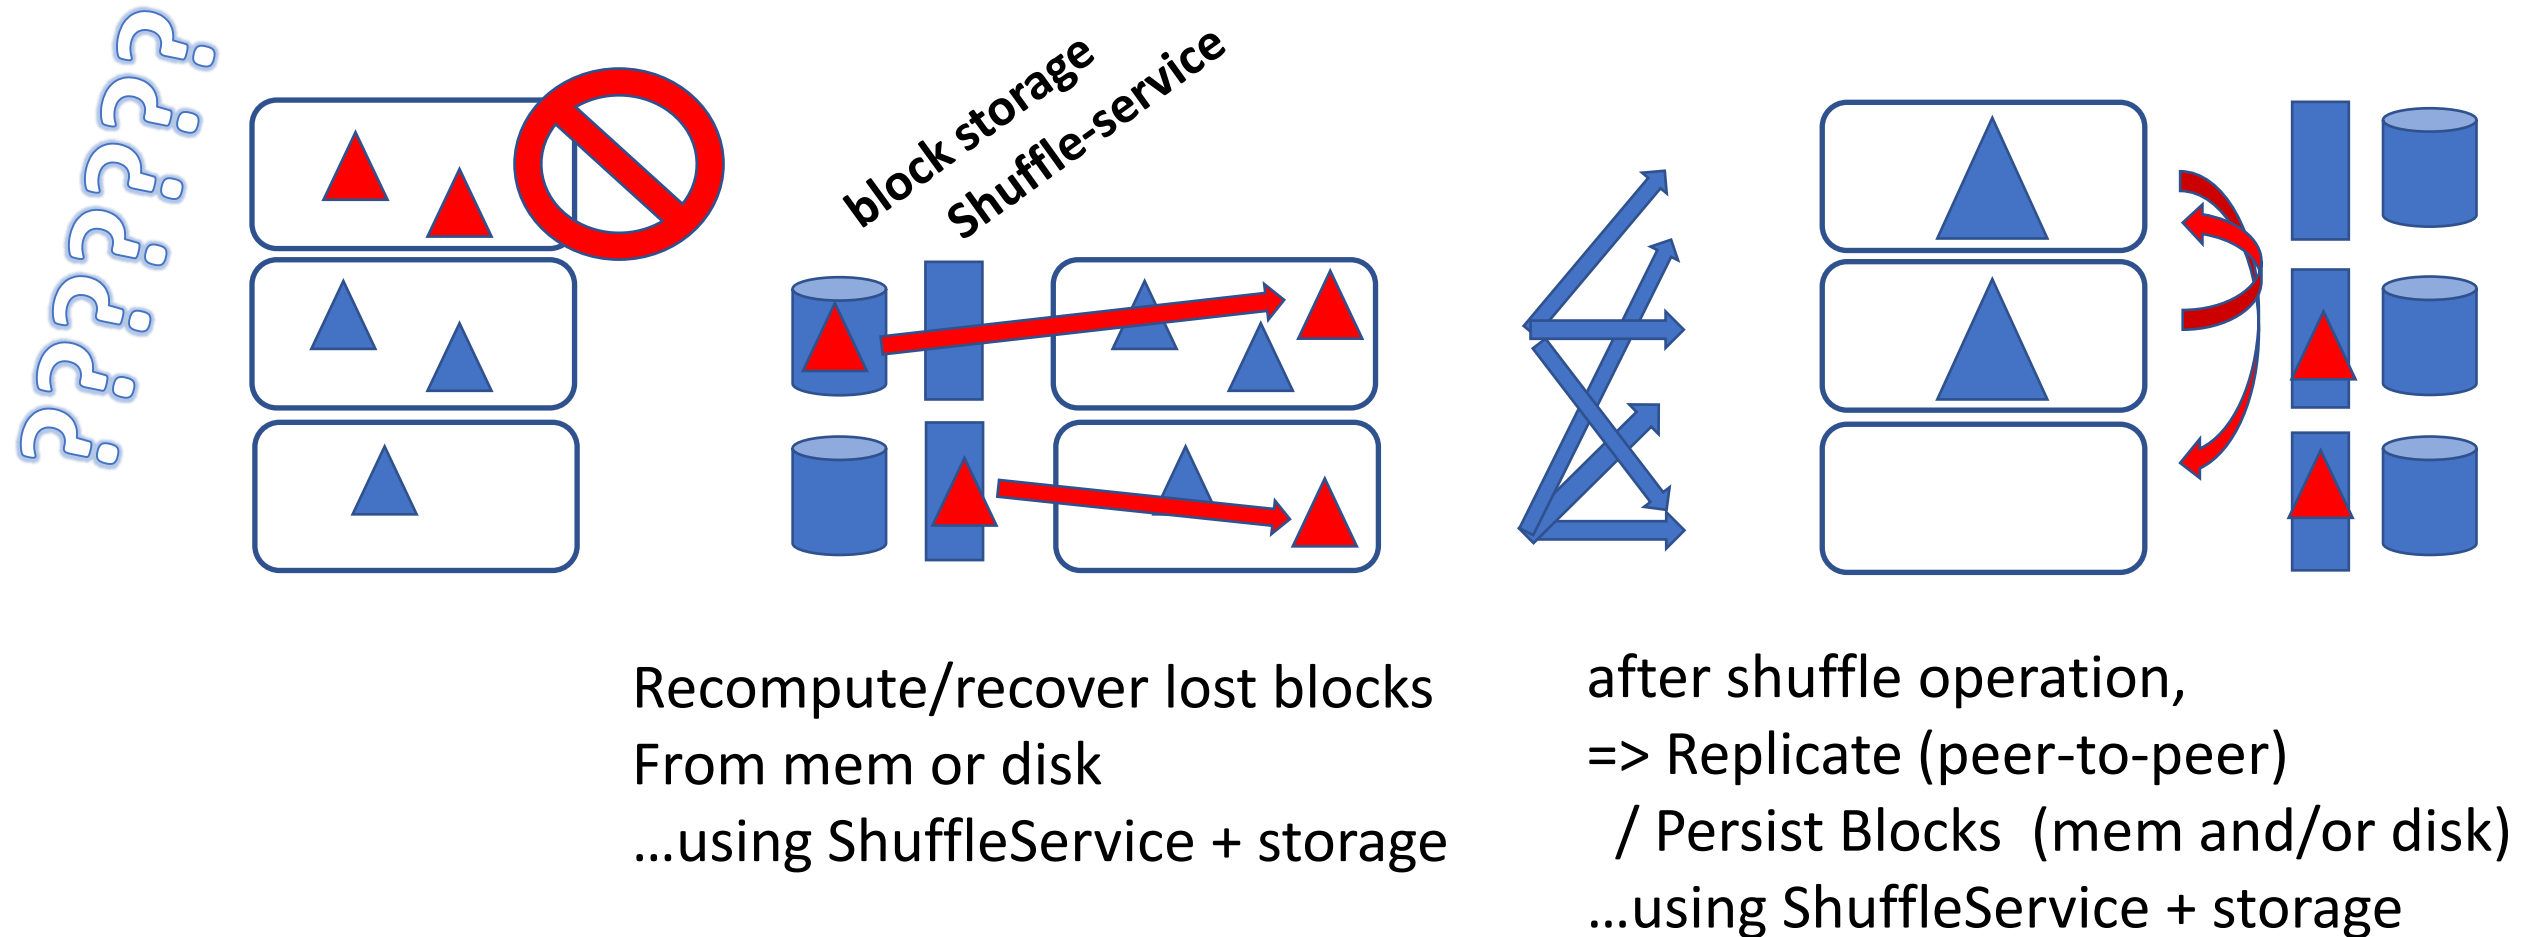 ¿¿¿¿¿¿¿
block storage
Shuffle-service
Recompute/recover lost blocks
From mem or disk
...using ShuffleService + storage
after shuffle operation,
=> Replicate (peer-to-peer)
/ Persist Blocks (mem and/or disk)
...using ShuffleService + storage